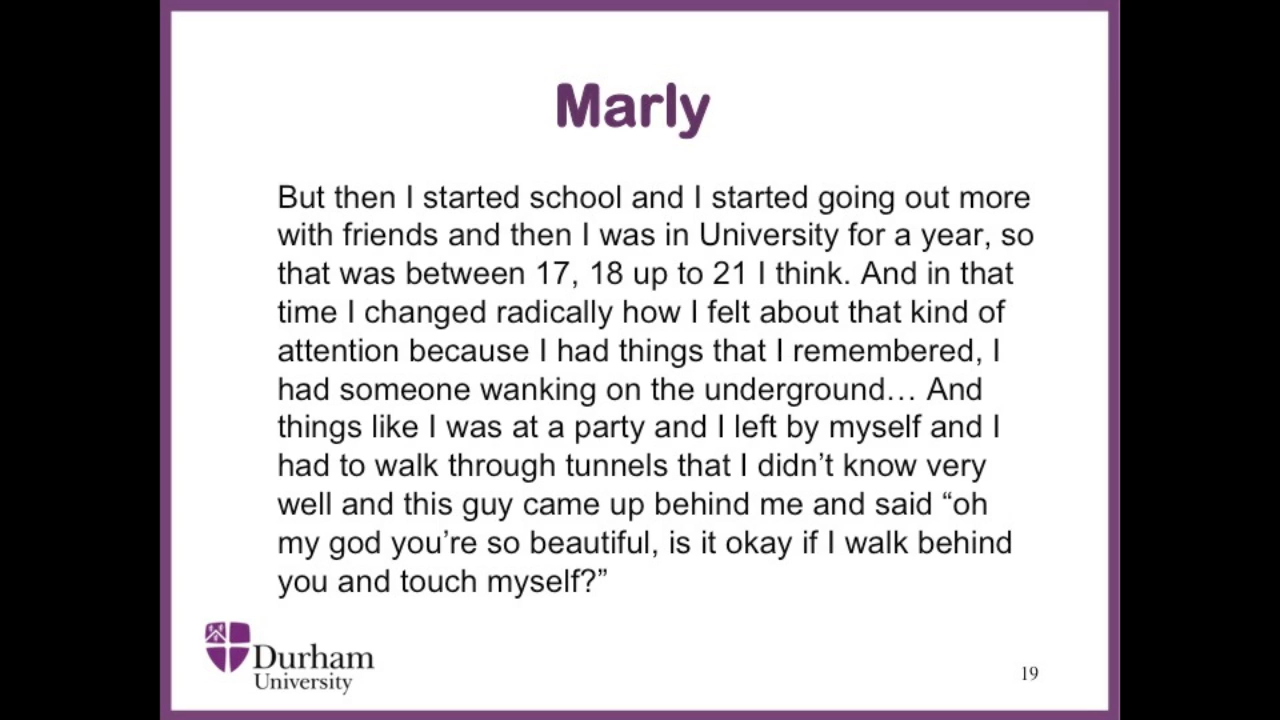 Marly
But then I started school and I started going out more
with friends and then I was in University for a year, so
that was between 17, 18 up to 21 I think. And in that
time I changed radically how I felt about that kind of
attention because I had things that I remembered, I
had someone wanking on the underground… And
things like I was at a party and I left by myself and I
had to walk through tunnels that I didn’t know very
well and this guy came up behind me and said “oh
my god you’re so beautiful, is it okay if I walk behind
you and touch myself?”
Durham
University
19